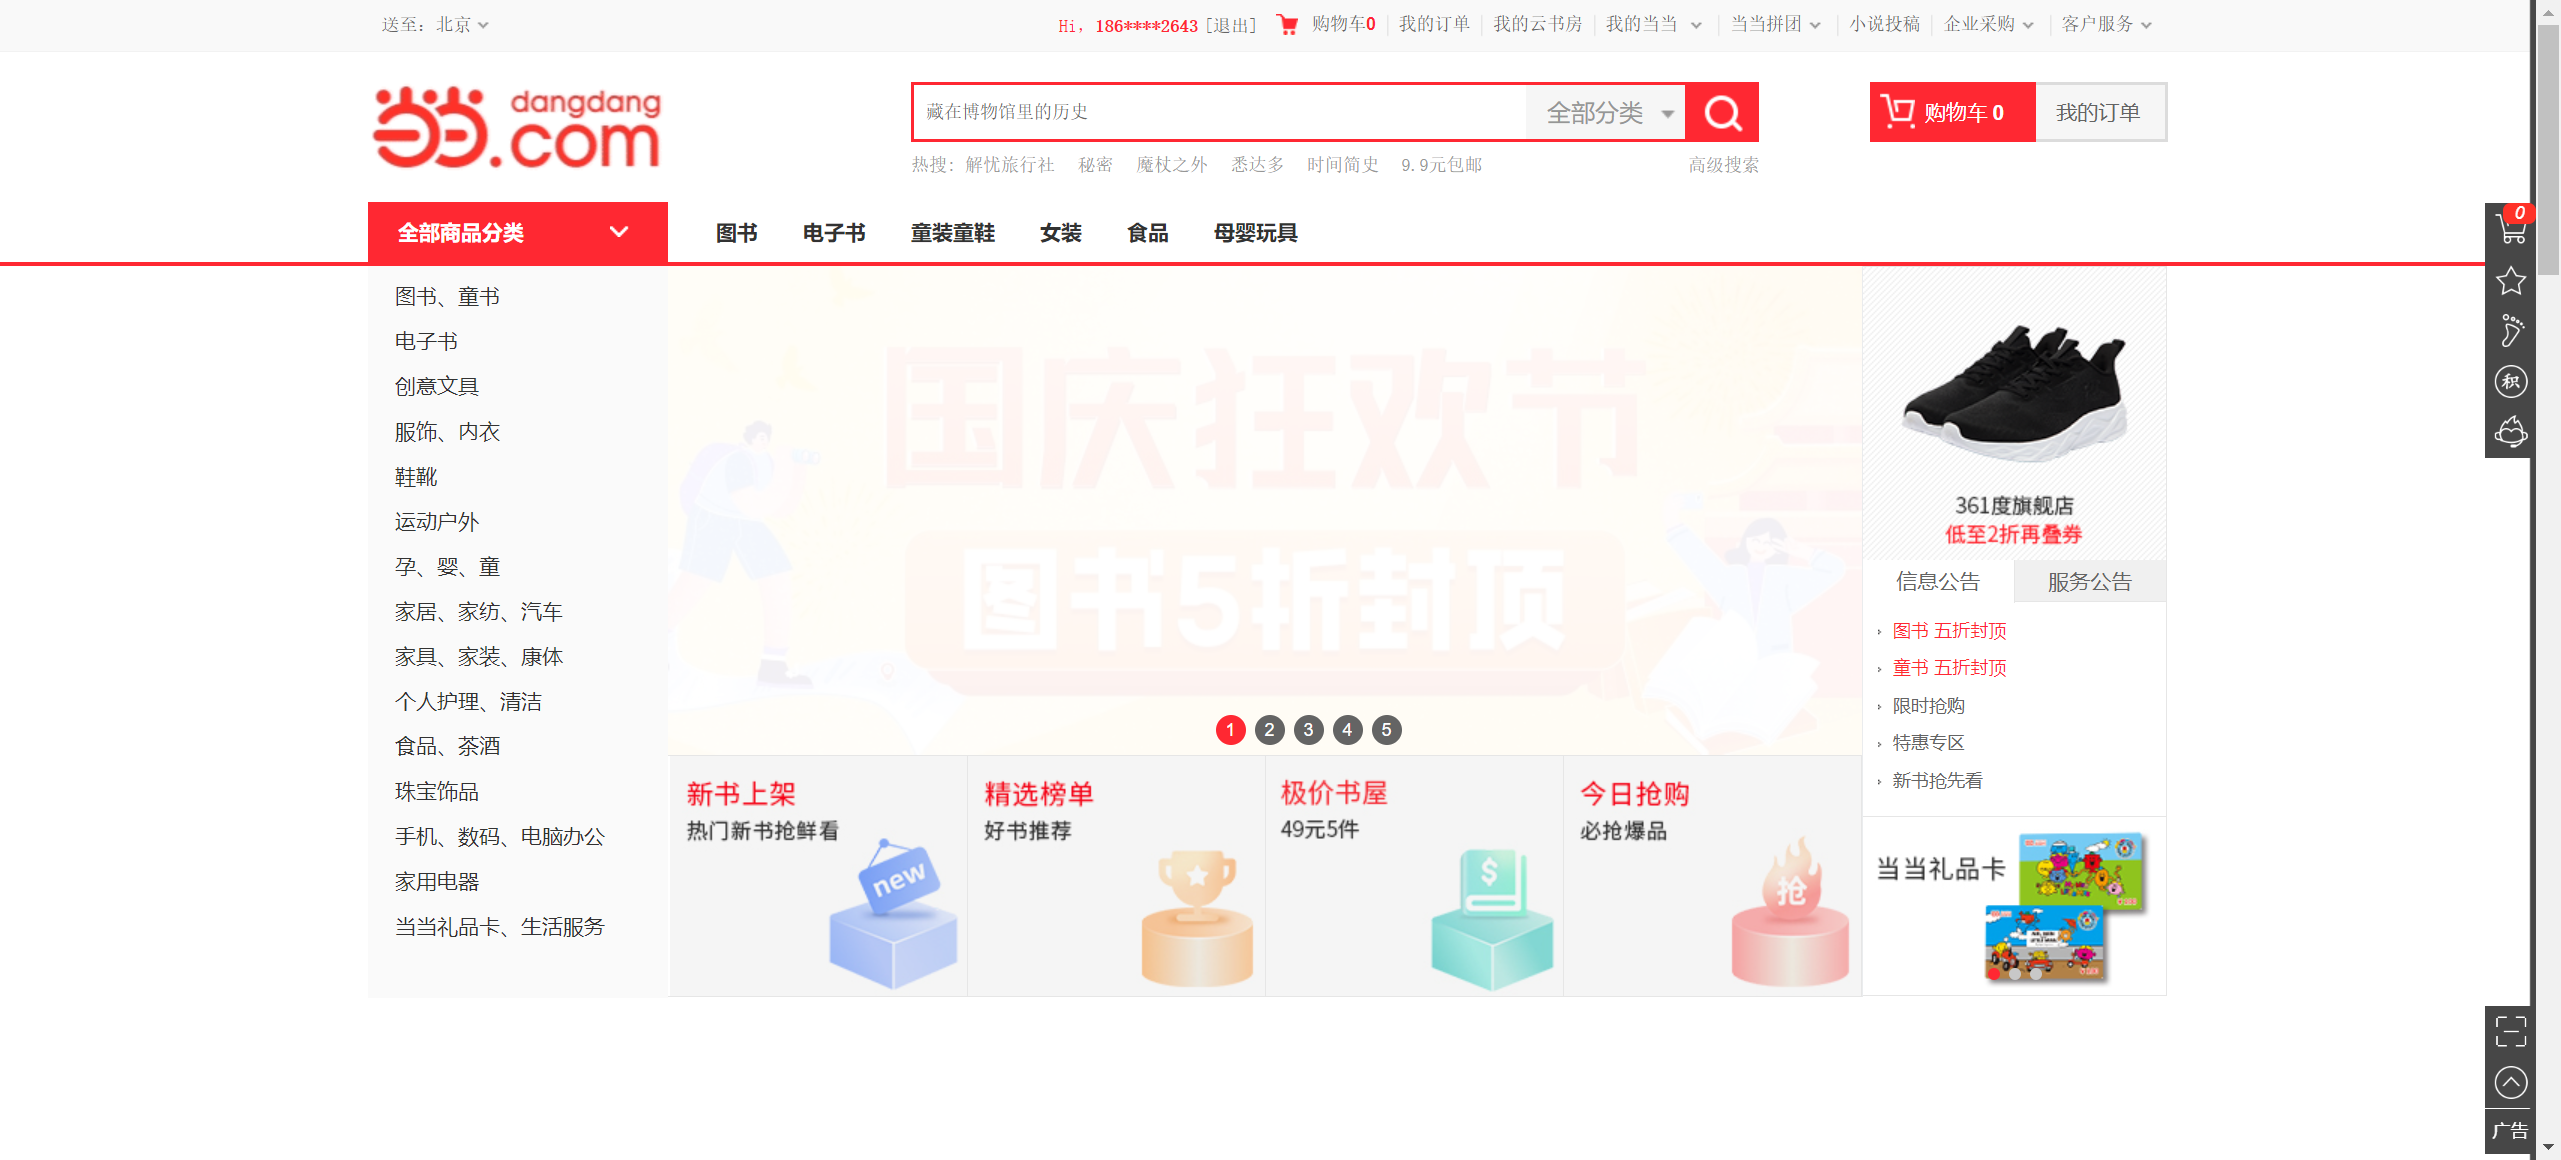 送至：北京
Hi，186****2643 [退出] 购物车0 我的订单 我的云书房 我的当当 当当拼团 小说投稿 企业采购 客户服务
当当 dangdang
.com
藏在博物馆里的历史 全部分类
购物车 0 我的订单
热搜：解忧旅行社 秘密 魔杖之外 悉达多 时间简史 9.9元包邮 高级搜索
全部商品分类 图书 电子书 童装童鞋 女装 食品 母婴玩具
图书、童书
电子书
创意文具
服饰、内衣
鞋靴
运动户外
孕、婴、童
家居、家纺、汽车
家具、家装、康体
个人护理、清洁
食品、茶酒
珠宝饰品
手机、数码、电脑办公
家用电器
当当礼品卡、生活服务
国庆狂欢节
图书5折封顶
1 2 3 4 5
新书上架
热门新书抢鲜看
new
精选榜单
好书推荐
极价书屋
49元5件
$
今日抢购
必抢爆品
抢
361度旗舰店
低至2折再叠券
信息公告 服务公告
图书 五折封顶
童书 五折封顶
限时抢购
特惠专区
新书抢先看
当当礼品卡
0
积
广告